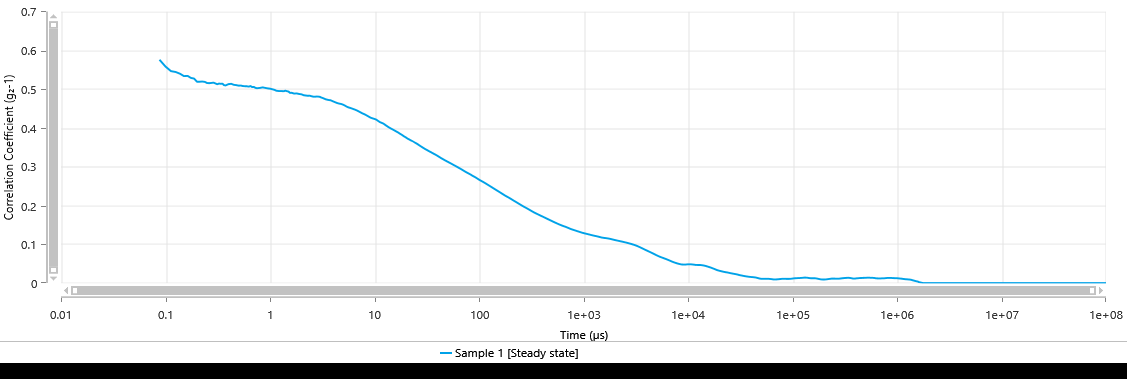 0.7
0.6
0.5
0.4
0.3
0.2
0.1
0
Correlation Coefficient (g₂-1)
0.01 0.1 1 10 100 1e+03 1e+04 1e+05 1e+06 1e+07 1e+08
Time (µs)
Sample 1 [Steady state]